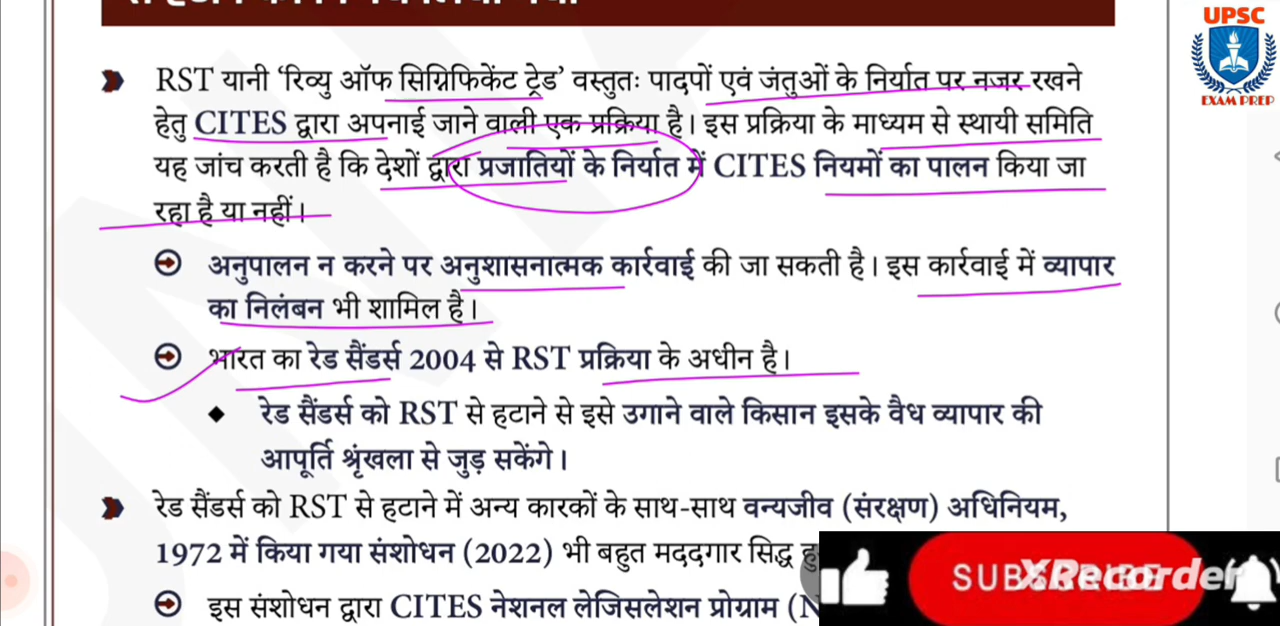 UPSC
EXAM PREP
RST यानी ‘रिव्यु ऑफ सिग्निफिकेंट ट्रेड’ वस्तुतः पादपों एवं जंतुओं के निर्यात पर नजर रखने
हेतु CITES द्वारा अपनाई जाने वाली एक प्रक्रिया है। इस प्रक्रिया के माध्यम से स्थायी समिति
यह जांच करती है कि देशों द्वारा प्रजातियों के निर्यात में CITES नियमों का पालन किया जा
रहा है या नहीं।
अनुपालन न करने पर अनुशासनात्मक कार्रवाई की जा सकती है। इस कार्रवाई में व्यापार
का निलंबन भी शामिल है।
भारत का रेड सैंडर्स 2004 से RST प्रक्रिया के अधीन है।
रेड सैंडर्स को RST से हटाने से इसे उगाने वाले किसान इसके वैध व्यापार की
आपूर्ति श्रृंखला से जुड़ सकेंगे।
रेड सैंडर्स को RST से हटाने में अन्य कारकों के साथ-साथ वन्यजीव (संरक्षण) अधिनियम,
1972 में किया गया संशोधन (2022) भी बहुत मददगार सिद्ध
इस संशोधन द्वारा CITES नेशनल लेजिसलेशन प्रोग्राम (N
SUBSCRIBE
XRecorder